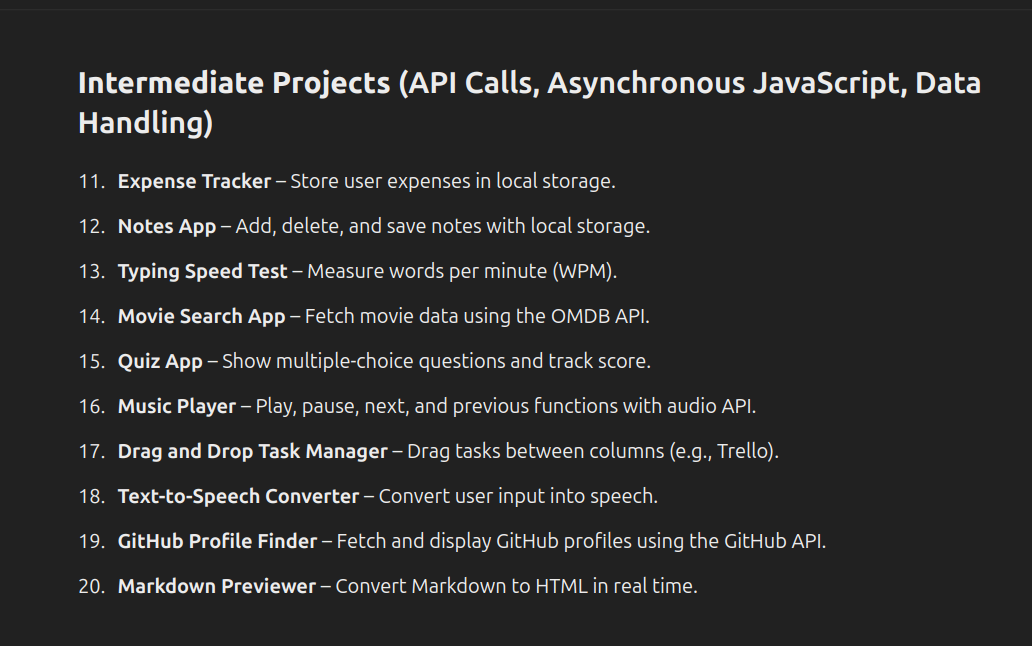 Intermediate Projects (API Calls, Asynchronous JavaScript, Data
Handling)
11. Expense Tracker – Store user expenses in local storage.
12. Notes App – Add, delete, and save notes with local storage.
13. Typing Speed Test – Measure words per minute (WPM).
14. Movie Search App – Fetch movie data using the OMDB API.
15. Quiz App – Show multiple-choice questions and track score.
16. Music Player – Play, pause, next, and previous functions with audio API.
17. Drag and Drop Task Manager – Drag tasks between columns (e.g., Trello).
18. Text-to-Speech Converter – Convert user input into speech.
19. GitHub Profile Finder – Fetch and display GitHub profiles using the GitHub API.
20. Markdown Previewer – Convert Markdown to HTML in real time.